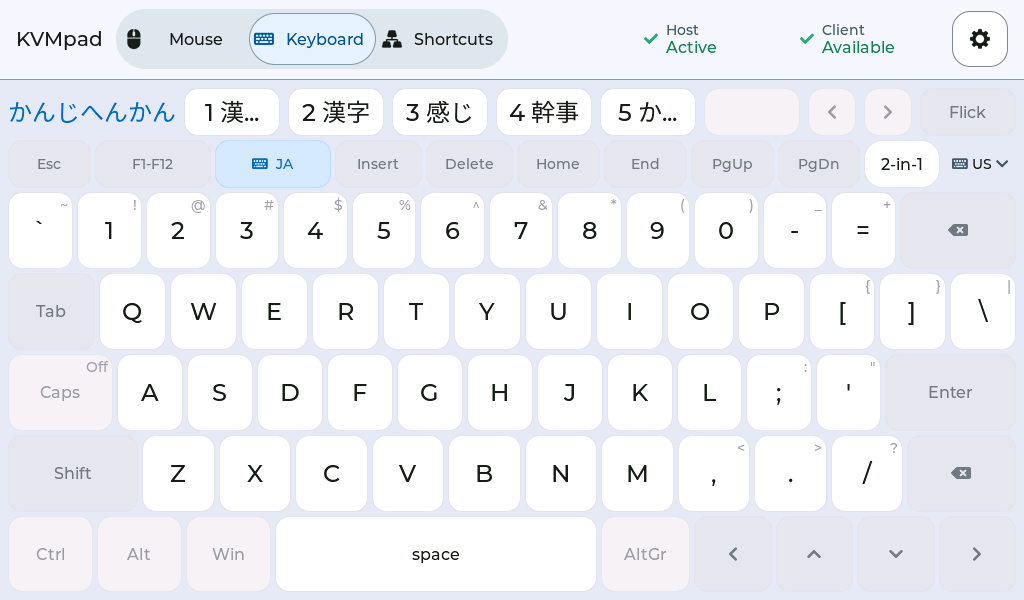 KVMpad Mouse Keyboard Shortcuts Host Active Client Available
かんじへんかん 1 漢... 2 漢字 3 感じ 4 幹事 5 か... Flick
Esc F1-F12 JA Insert Delete Home End PgUp PgDn 2-in-1 US
` ~ 1 ! 2 @ 3 # 4 $ 5 % 6 ^ 7 & 8 * 9 ( 0 ) - _ = +
Tab Q W E R T Y U I O P [ { ] } \ |
Caps Off A S D F G H J K L ; : ' " Enter
Shift Z X C V B N M , < . > / ?
Ctrl Alt Win space AltGr